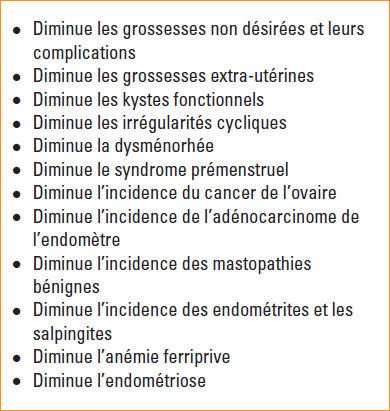 • Diminue les grossesses non désirées et leurs
complications
• Diminue les grossesses extra-utérines
• Diminue les kystes fonctionnels
• Diminue les irrégularités cycliques
• Diminue la dysménorhée
• Diminue le syndrome prémenstruel
• Diminue l’incidence du cancer de l’ovaire
• Diminue l’incidence de l’adénocarcinome de
l’endomètre
• Diminue l’incidence des mastopathies
bénignes
• Diminue l’incidence des endométrites et les
salpingites
• Diminue l’anémie ferriprive
• Diminue l’endométriose